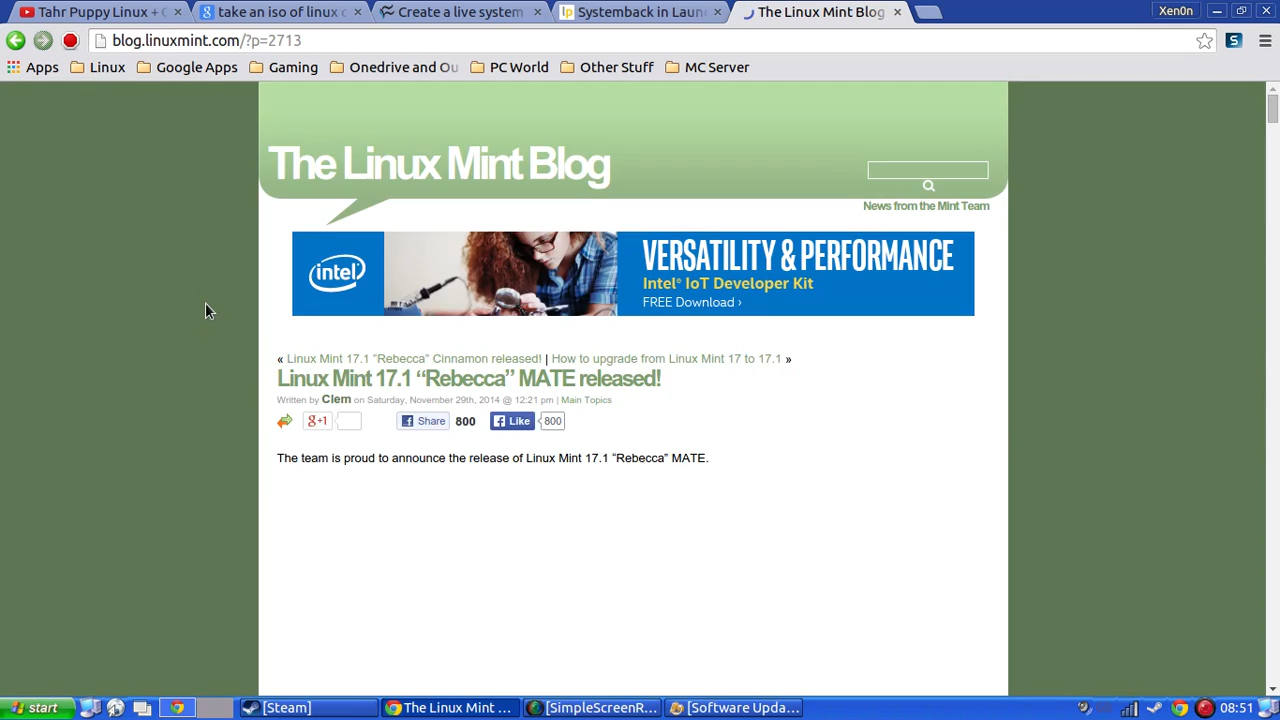 Tahr Puppy Linux + C
take an iso of linux c
Create a live system
Systemback in Laun
The Linux Mint Blog
Xen0n
blog.linuxmint.com/?p=2713
Apps
Linux
Google Apps
Gaming
Onedrive and Ou
PC World
Other Stuff
MC Server
The Linux Mint Blog
News from the Mint Team
intel
VERSATILITY & PERFORMANCE
Intel® IoT Developer Kit
FREE Download ›
« Linux Mint 17.1 “Rebecca” Cinnamon released! | How to upgrade from Linux Mint 17 to 17.1 »
Linux Mint 17.1 “Rebecca” MATE released!
Written by Clem on Saturday, November 29th, 2014 @ 12:21 pm | Main Topics
g+1
Share 800
Like 800
The team is proud to announce the release of Linux Mint 17.1 “Rebecca” MATE.
start
[Steam]
The Linux Mint ...
[SimpleScreenR...
[Software Upda...
08:51